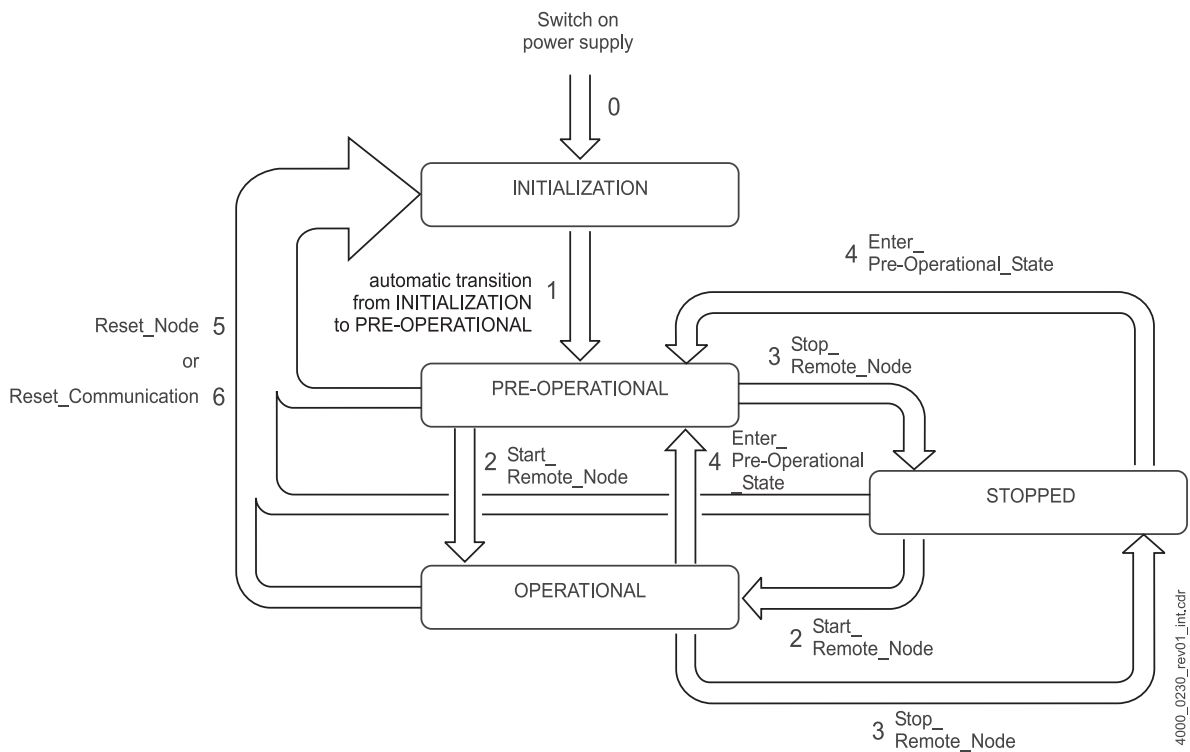 Switch on
power supply
0
INITIALIZATION
4 Enter_
Pre-Operational_State
automatic transition
from INITIALIZATION
to PRE-OPERATIONAL
1
Reset_Node 5
or
Reset_Communication 6
3 Stop_
Remote_Node
PRE-OPERATIONAL
2 Start_
Remote_Node
4 Enter_
Pre-Operational
_State
STOPPED
OPERATIONAL
2 Start_
Remote_Node
3 Stop_
Remote_Node
4000_0230_rev01_int.cdr